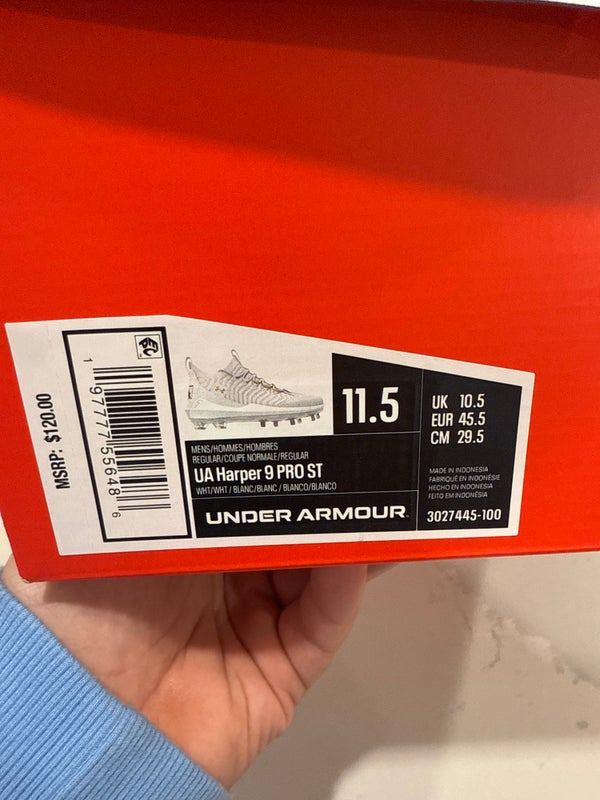 MSRP: $120.00
1 97777 55648 6
EPC
11.5
UK 10.5
EUR 45.5
CM 29.5
MENS/HOMMES/HOMBRES
REGULAR/COUPE NORMALE/REGULAR
UA Harper 9 PRO ST
WHT/WHT / BLANC/BLANC / BLANCO/BLANCO
UNDER ARMOUR
MADE IN INDONESIA
FABRIQUÉ EN INDONÉSIE
HECHO EN INDONESIA
FEITO EM INDONÉSIA
3027445-100